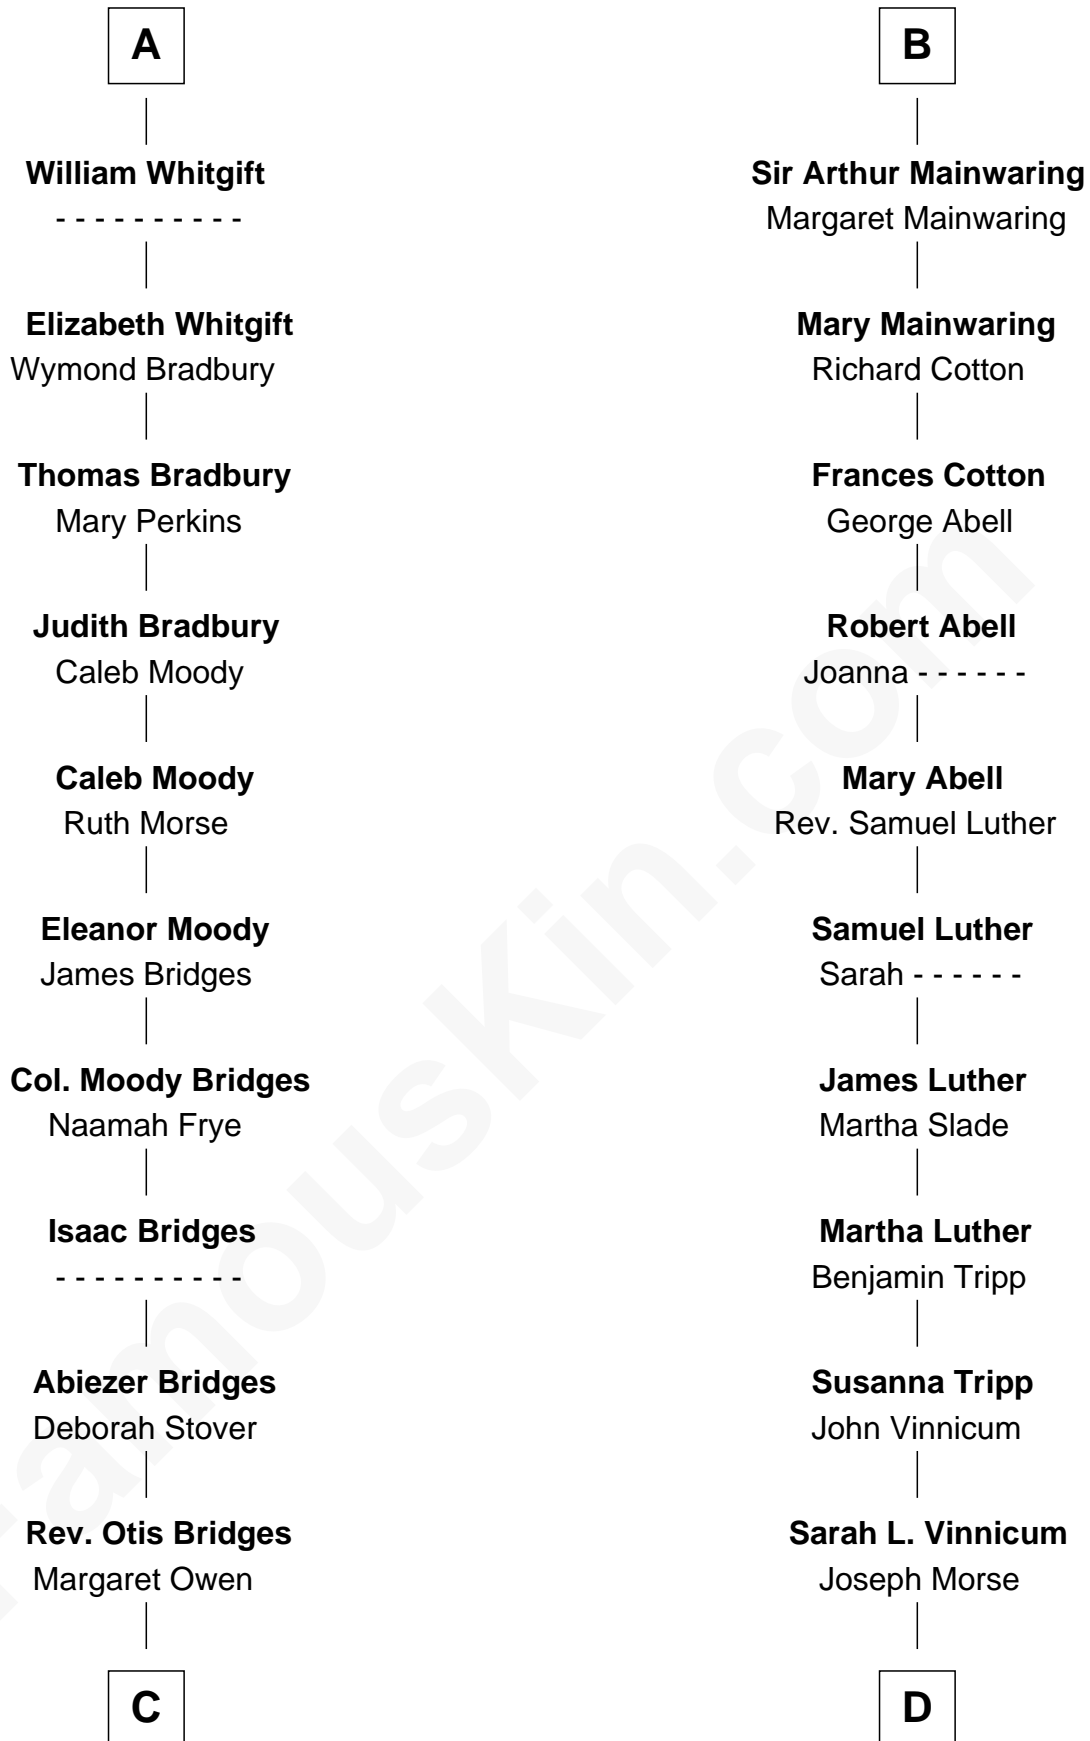 A
William Whitgift
- - - - - - - - - -
Elizabeth Whitgift
Wymond Bradbury
Thomas Bradbury
Mary Perkins
Judith Bradbury
Caleb Moody
Caleb Moody
Ruth Morse
Eleanor Moody
James Bridges
Col. Moody Bridges
Naamah Frye
Isaac Bridges
- - - - - - - - - -
Abiezer Bridges
Deborah Stover
Rev. Otis Bridges
Margaret Owen
C
B
Sir Arthur Mainwaring
Margaret Mainwaring
Mary Mainwaring
Richard Cotton
Frances Cotton
George Abell
Robert Abell
Joanna - - - - - -
Mary Abell
Rev. Samuel Luther
Samuel Luther
Sarah - - - - - -
James Luther
Martha Slade
Martha Luther
Benjamin Tripp
Susanna Tripp
John Vinnicum
Sarah L. Vinnicum
Joseph Morse
D
FamousKin.com